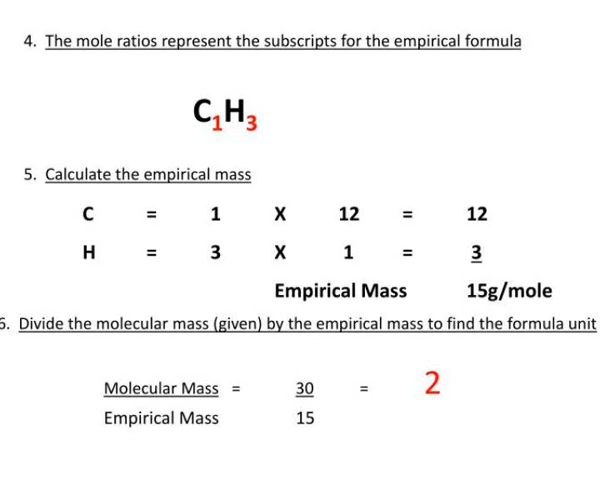 4. The mole ratios represent the subscripts for the empirical formula
C₁H₃
5. Calculate the empirical mass
C = 1 X 12 = 12
H = 3 X 1 = 3
Empirical Mass 15g/mole
6. Divide the molecular mass (given) by the empirical mass to find the formula unit
Molecular Mass = 30 = 2
Empirical Mass 15